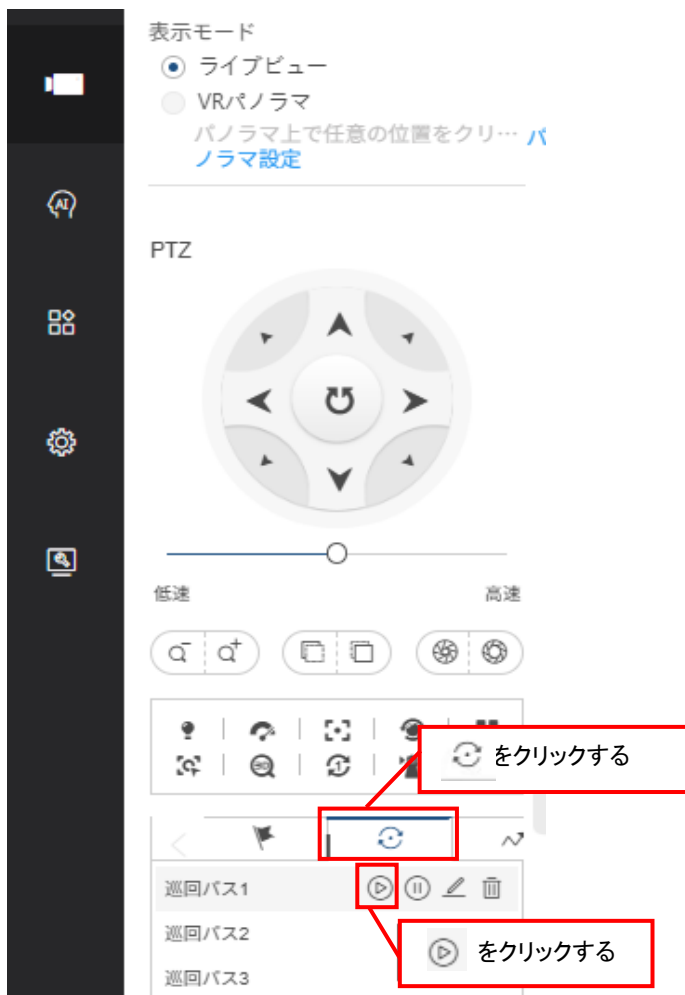 表示モード
ライブビュー
VRパノラマ
パノラマ上で任意の位置をクリ… パ
ノラマ設定
AI
PTZ
低速
高速
3D
1
をクリックする
巡回パス1
をクリックする
巡回パス2
巡回パス3